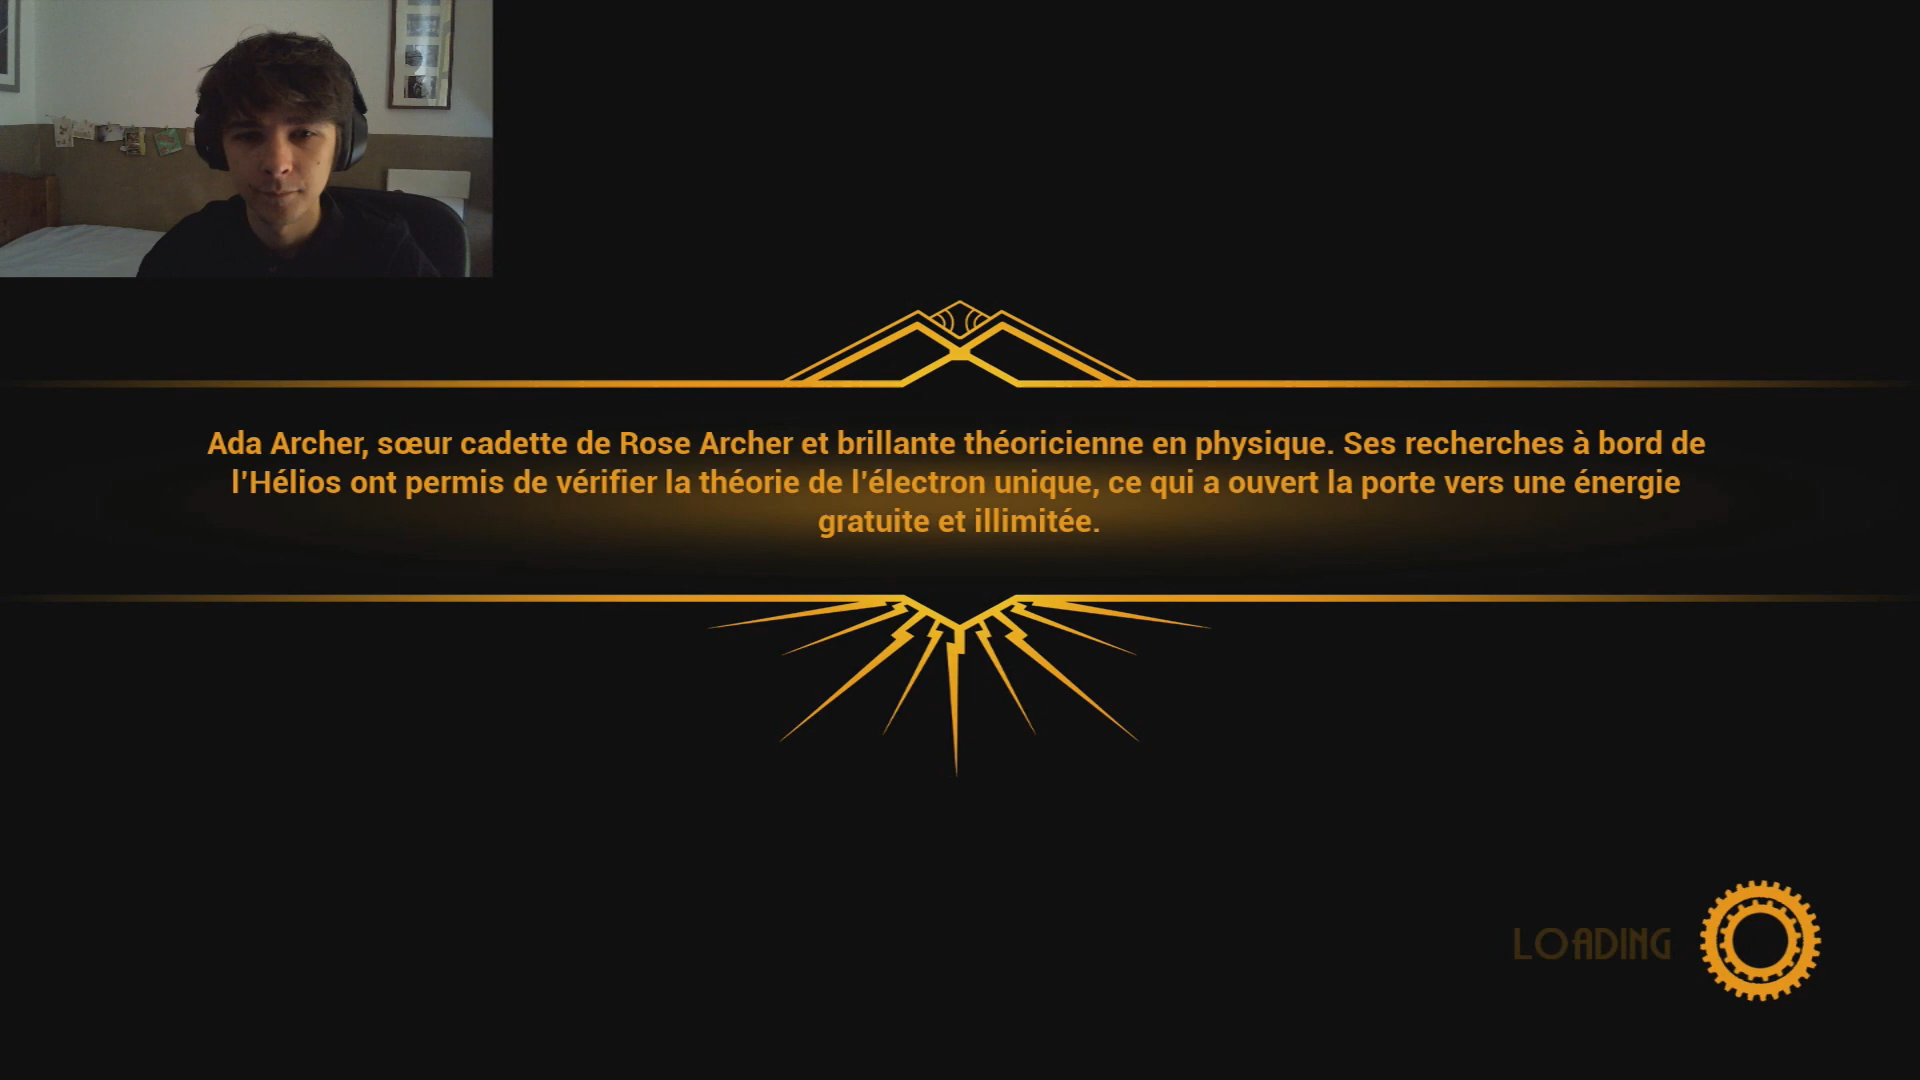 Ada Archer, sœur cadette de Rose Archer et brillante théoricienne en physique. Ses recherches à bord de
l'Hélios ont permis de vérifier la théorie de l'électron unique, ce qui a ouvert la porte vers une énergie
gratuite et illimitée.
LOADING